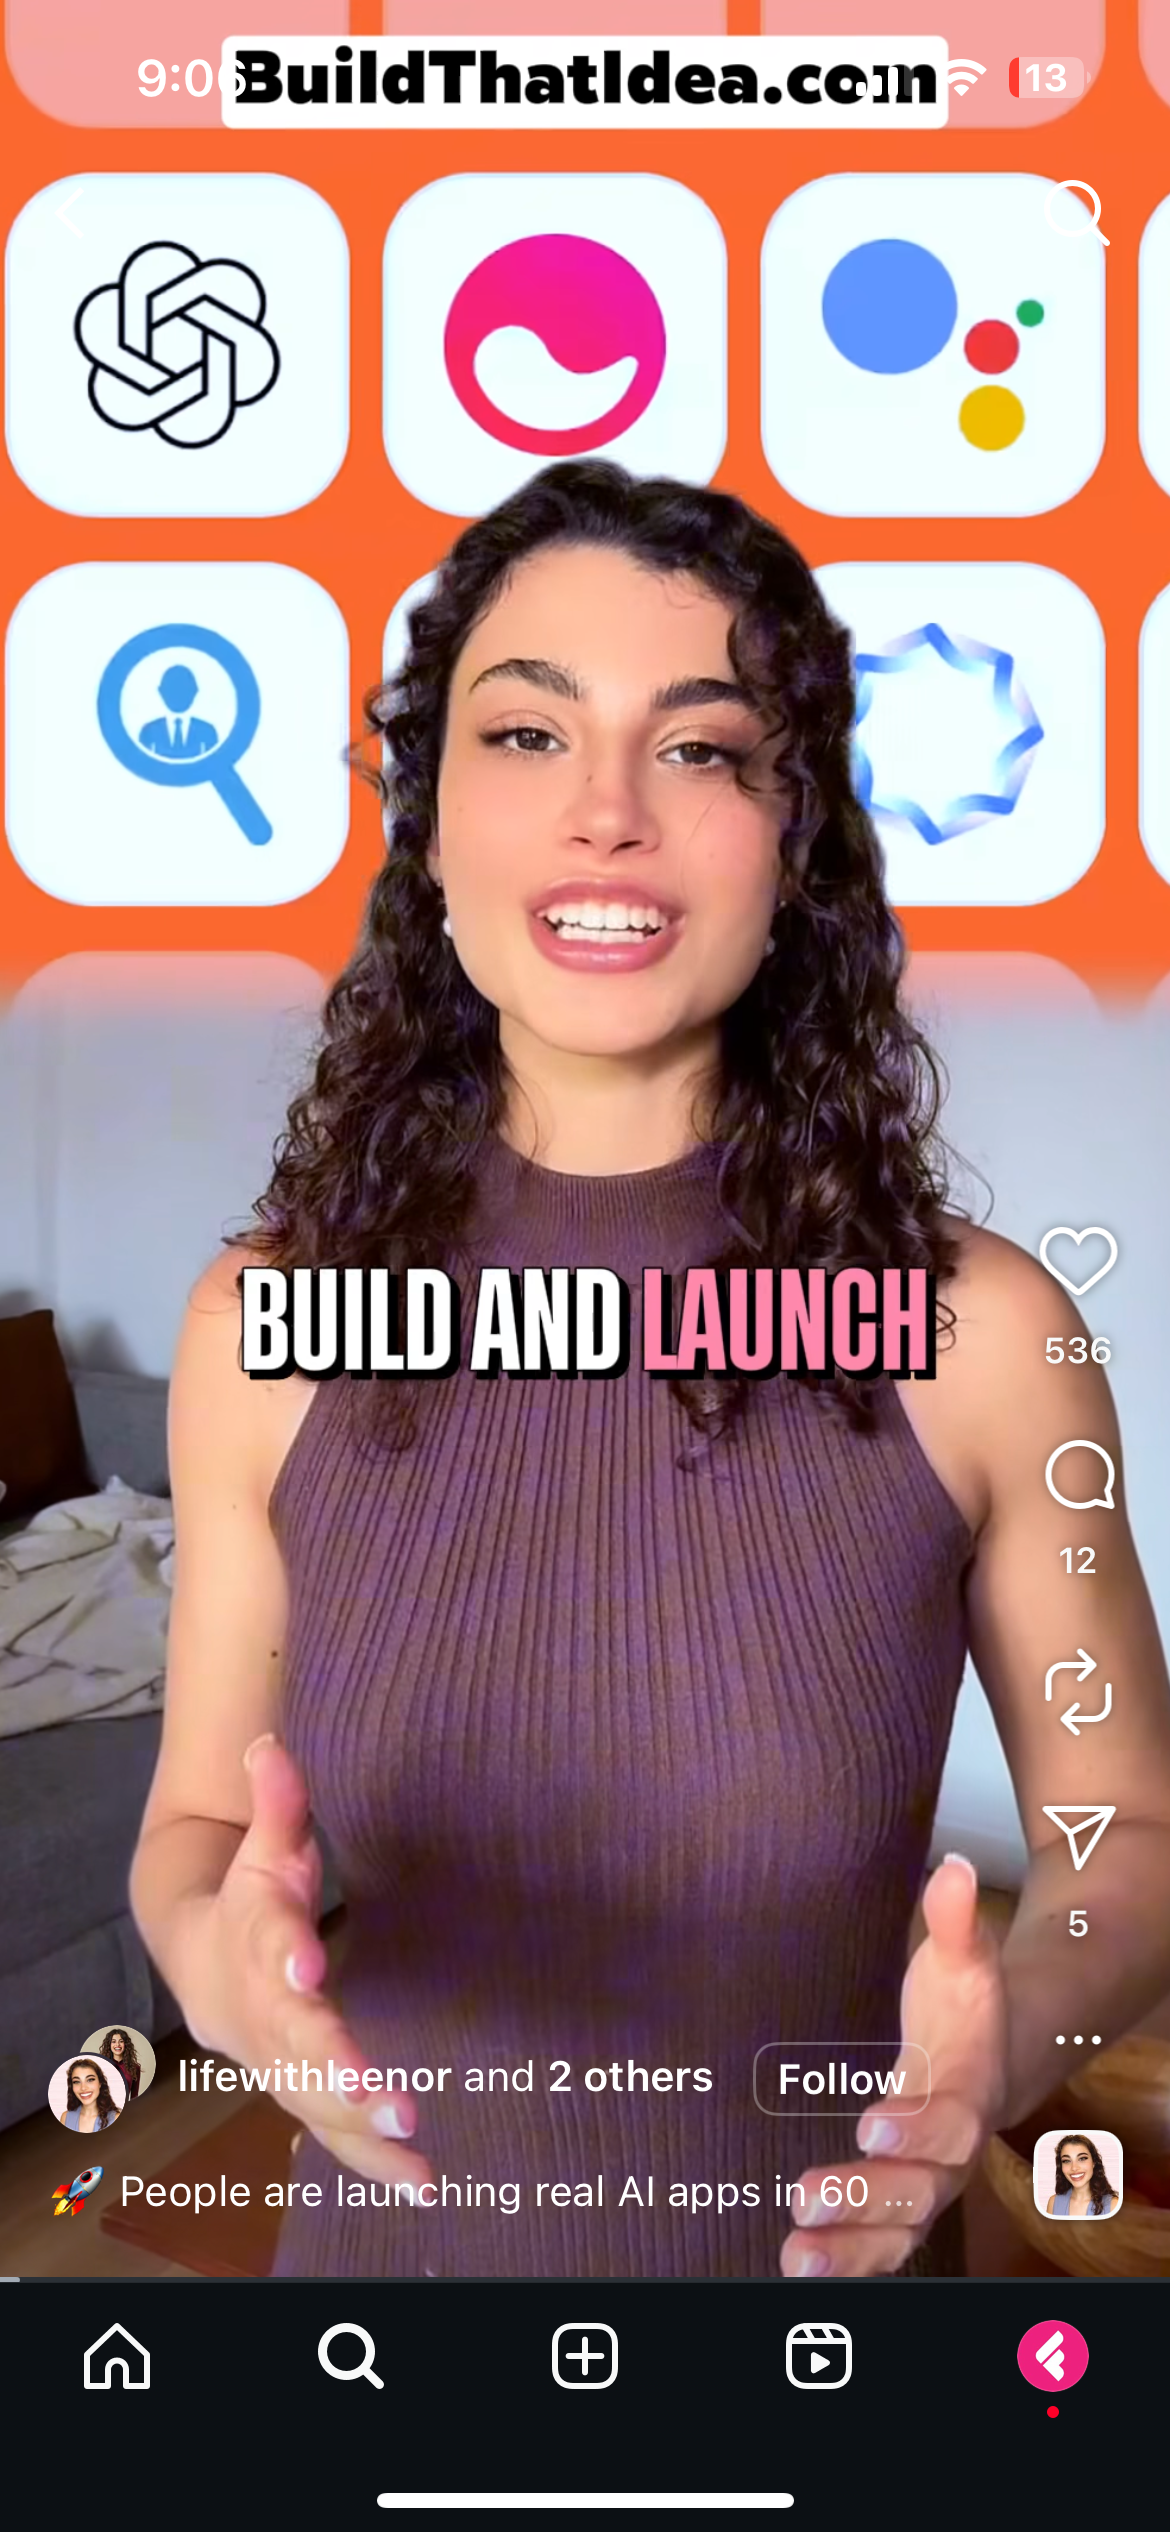 BuildThatIdea.com
9:06
13
BUILD AND LAUNCH
536
12
5
lifewithleenor and 2 others
Follow
🚀 People are launching real AI apps in 60 ...